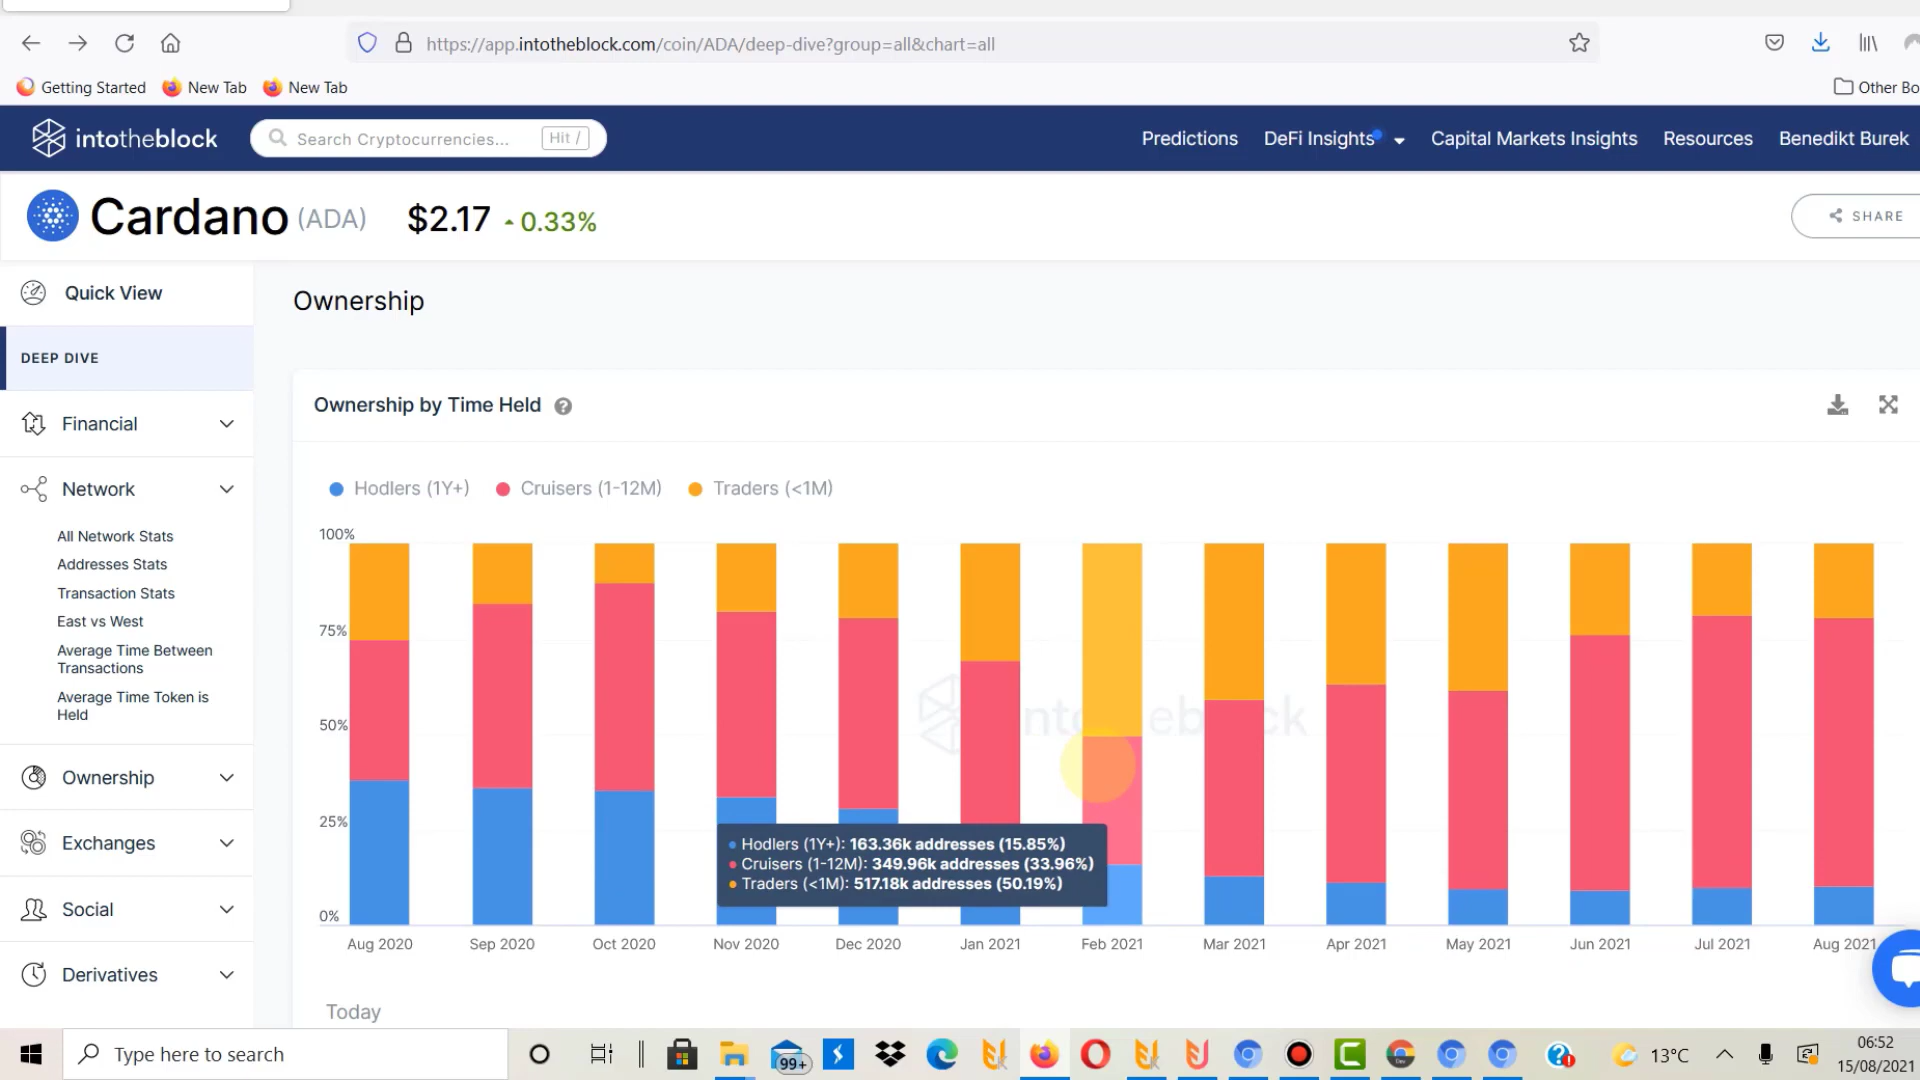 https://app.intotheblock.com/coin/ADA/deep-dive?group=all&chart=all
Getting Started
New Tab
New Tab
Other Bo
intotheblock
Search Cryptocurrencies...
Hit /
Predictions
DeFi Insights
Capital Markets Insights
Resources
Benedikt Burek
Cardano (ADA) $2.17 0.33%
SHARE
Quick View
DEEP DIVE
Financial
Network
All Network Stats
Addresses Stats
Transaction Stats
East vs West
Average Time Between
Transactions
Average Time Token is
Held
Ownership
Exchanges
Social
Derivatives
Ownership
Ownership by Time Held ?
Hodlers (1Y+)
Cruisers (1-12M)
Traders (<1M)
100%
75%
50%
25%
0%
intotheblock
Hodlers (1Y+): 163.36k addresses (15.85%)
Cruisers (1-12M): 349.96k addresses (33.96%)
Traders (<1M): 517.18k addresses (50.19%)
Aug 2020
Sep 2020
Oct 2020
Nov 2020
Dec 2020
Jan 2021
Feb 2021
Mar 2021
Apr 2021
May 2021
Jun 2021
Jul 2021
Aug 2021
Today
Type here to search
99+
13°C
06:52
15/08/2021